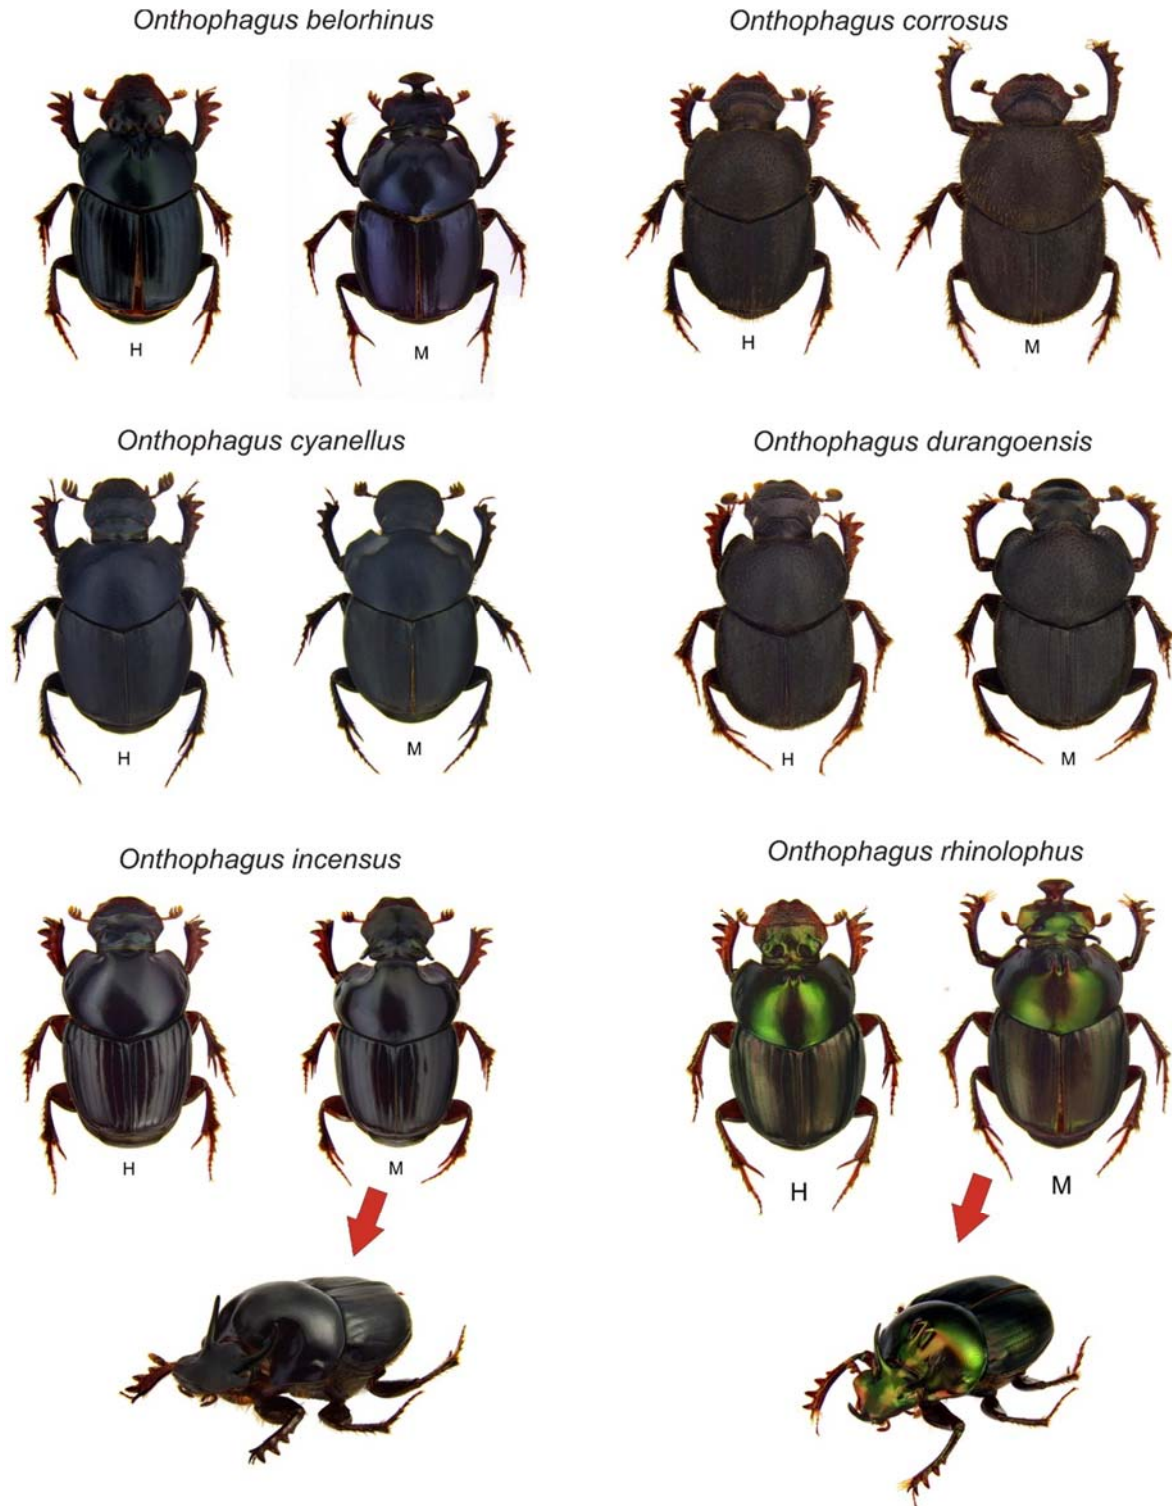 Onthophagus belorhinus
Onthophagus corrosus
H
M
H
M
Onthophagus cyanellus
Onthophagus durangoensis
H
M
H
M
Onthophagus incensus
Onthophagus rhinolophus
H
M
H
M